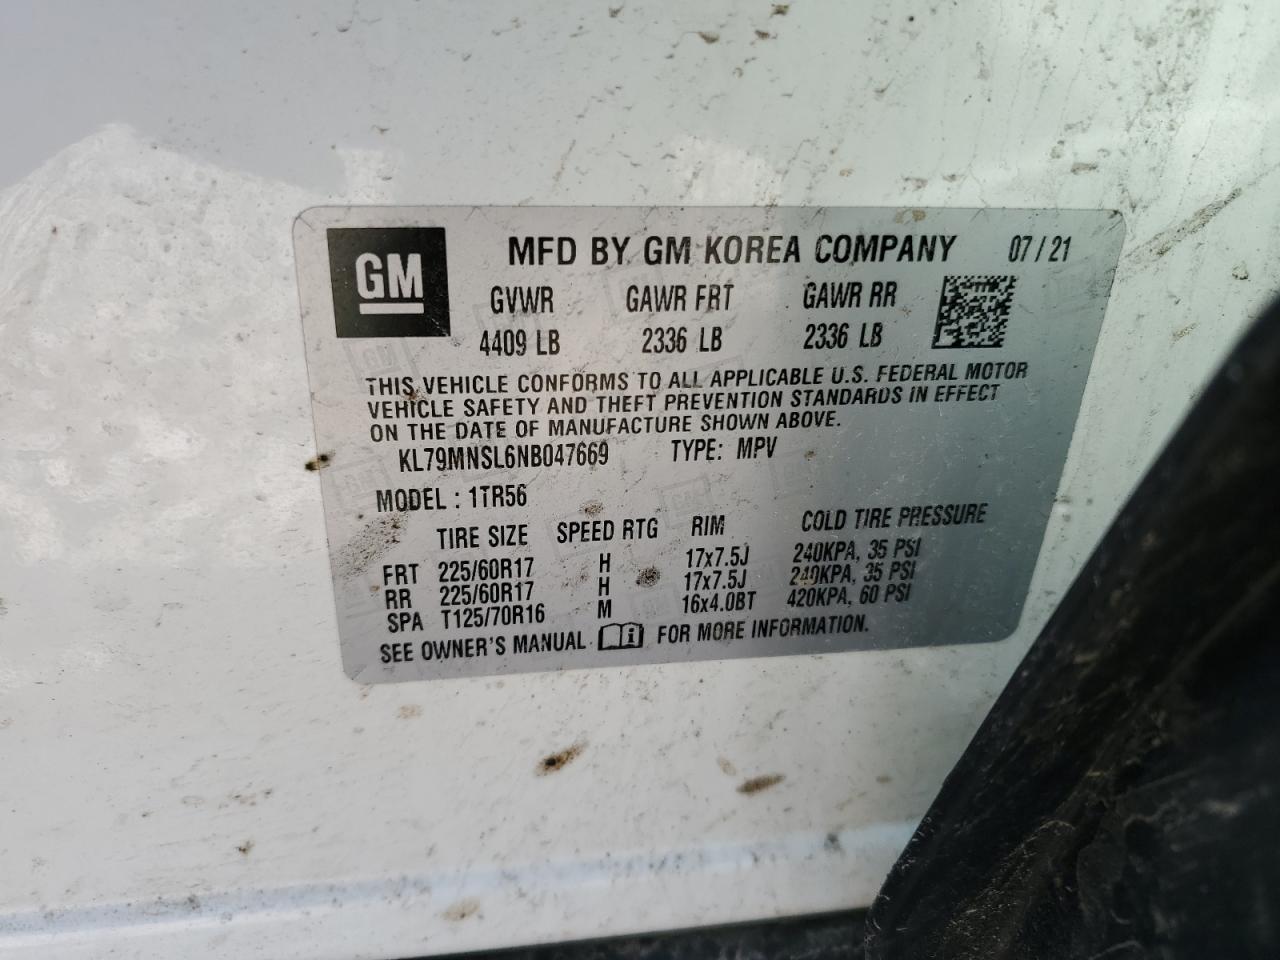 GM
MFD BY GM KOREA COMPANY 07/21
GVWR GAWR FRT GAWR RR
4409 LB 2336 LB 2336 LB
THIS VEHICLE CONFORMS TO ALL APPLICABLE U.S. FEDERAL MOTOR
VEHICLE SAFETY AND THEFT PREVENTION STANDARDS IN EFFECT
ON THE DATE OF MANUFACTURE SHOWN ABOVE.
KL79MNSL6NB047669 TYPE: MPV
MODEL : 1TR56
TIRE SIZE SPEED RTG RIM COLD TIRE PRESSURE
FRT 225/60R17 H 17x7.5J 240KPA, 35 PSI
RR 225/60R17 H 17x7.5J 240KPA, 35 PSI
SPA T125/70R16 M 16x4.0BT 420KPA, 60 PSI
SEE OWNER'S MANUAL FOR MORE INFORMATION.